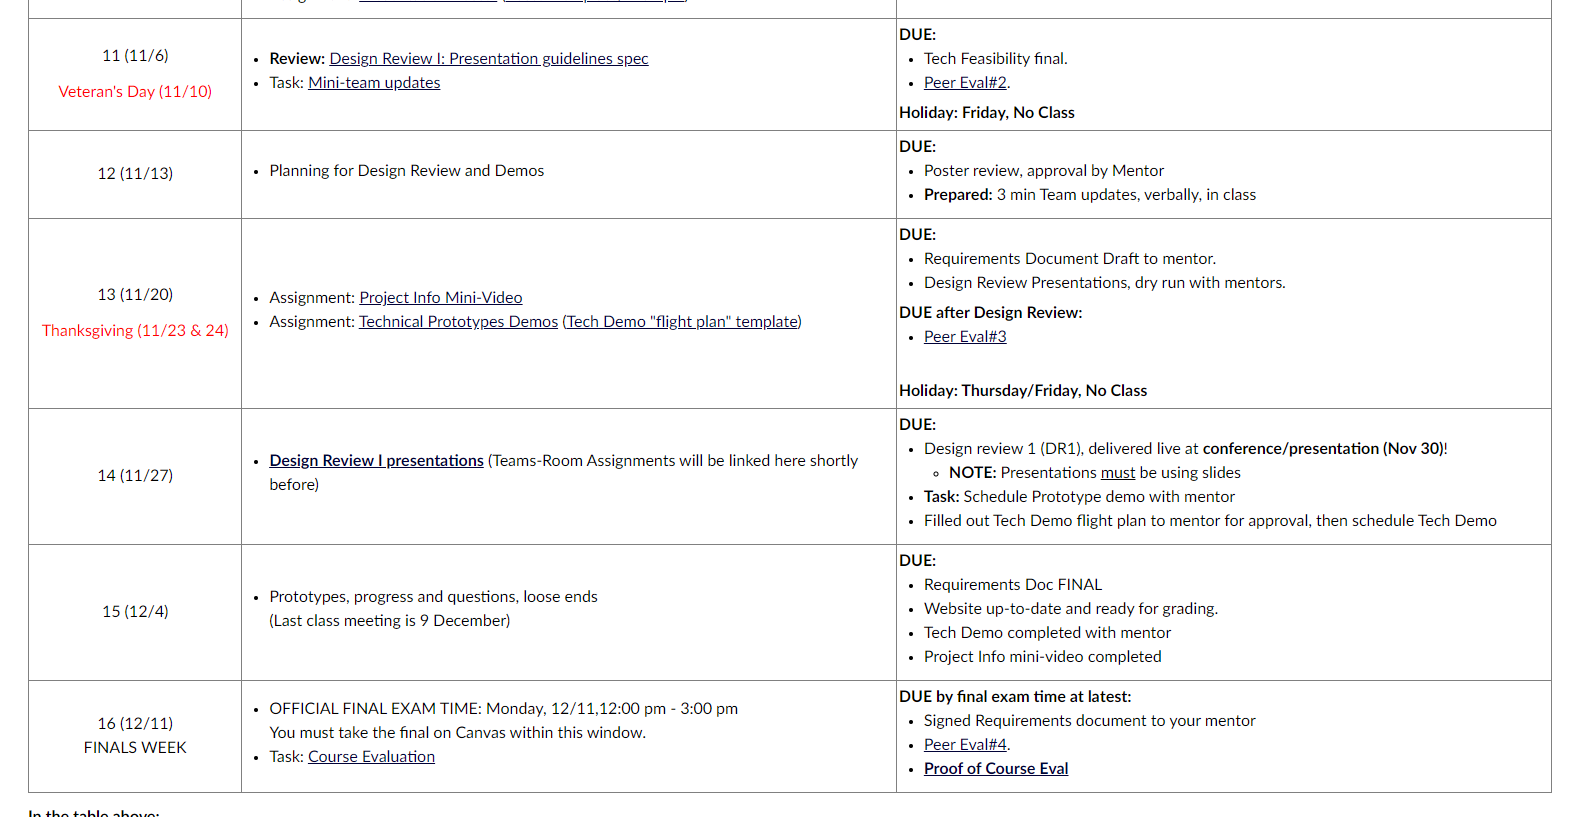 11 (11/6)
Veteran's Day (11/10)
• Review: Design Review I: Presentation guidelines spec
• Task: Mini-team updates
DUE:
• Tech Feasibility final.
• Peer Eval#2.
Holiday: Friday, No Class
12 (11/13)
• Planning for Design Review and Demos
DUE:
• Poster review, approval by Mentor
• Prepared: 3 min Team updates, verbally, in class
13 (11/20)
Thanksgiving (11/23 & 24)
• Assignment: Project Info Mini-Video
• Assignment: Technical Prototypes Demos (Tech Demo "flight plan" template)
DUE:
• Requirements Document Draft to mentor.
• Design Review Presentations, dry run with mentors.
DUE after Design Review:
• Peer Eval#3
Holiday: Thursday/Friday, No Class
14 (11/27)
• Design Review I presentations (Teams-Room Assignments will be linked here shortly
before)
DUE:
• Design review 1 (DR1), delivered live at conference/presentation (Nov 30)!
◦ NOTE: Presentations must be using slides
• Task: Schedule Prototype demo with mentor
• Filled out Tech Demo flight plan to mentor for approval, then schedule Tech Demo
15 (12/4)
• Prototypes, progress and questions, loose ends
(Last class meeting is 9 December)
DUE:
• Requirements Doc FINAL
• Website up-to-date and ready for grading.
• Tech Demo completed with mentor
• Project Info mini-video completed
16 (12/11)
FINALS WEEK
• OFFICIAL FINAL EXAM TIME: Monday, 12/11,12:00 pm - 3:00 pm
You must take the final on Canvas within this window.
• Task: Course Evaluation
DUE by final exam time at latest:
• Signed Requirements document to your mentor
• Peer Eval#4.
• Proof of Course Eval
In the table above: